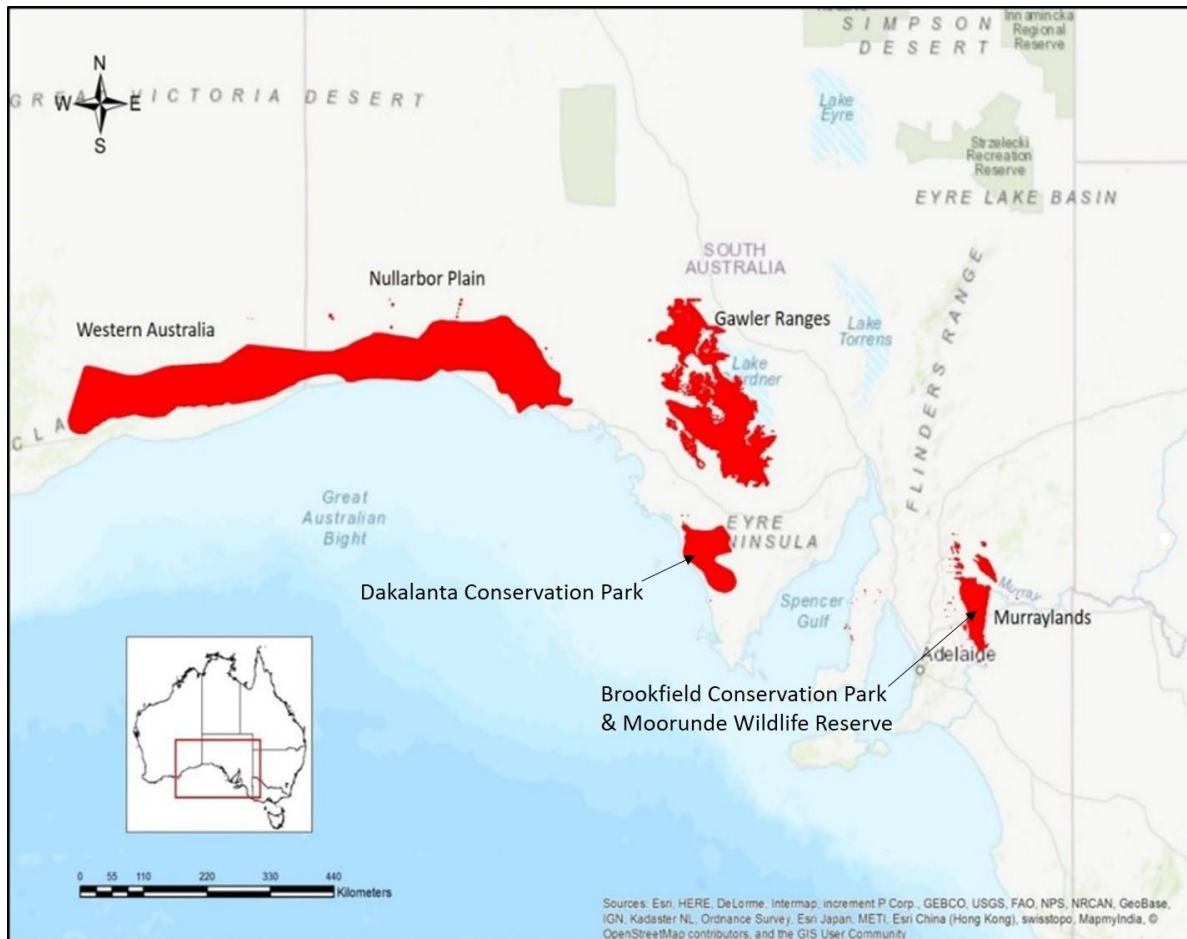 SIMPSON
DESERT
Innamincka
Regional
Reserve
N
W
E
S
GREAT VICTORIA DESERT
Lake
Eyre
Strzelecki
Recreation
Reserve
EYRE LAKE BASIN
SOUTH
AUSTRALIA
Nullarbor Plain
Western Australia
Gawler Ranges
Lake
Torrens
Lake
FLINDERS RANGE
Great
Australian
Bight
EYRE
NINSULA
Dakalanta Conservation Park
Spencer
Gulf
Murray
Murraylands
Adelaide
Brookfield Conservation Park
& Moorunde Wildlife Reserve
0 55 110 220 330 440
Kilometers
Sources: Esri, HERE, DeLorme, Intermap, increment P Corp., GEBCO, USGS, FAO, NPS, NRCAN, GeoBase,
IGN, Kadaster NL, Ordnance Survey, Esri Japan, METI, Esri China (Hong Kong), swisstopo, MapmyIndia, ©
OpenStreetMap contributors, and the GIS User Community